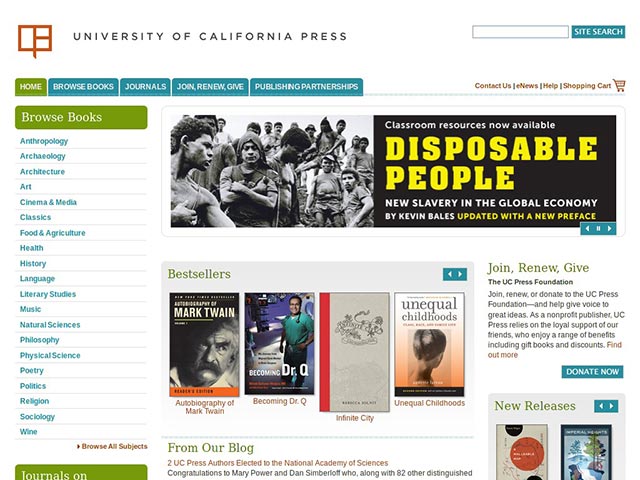 UNIVERSITY OF CALIFORNIA PRESS
SITE SEARCH
HOME
BROWSE BOOKS
JOURNALS
JOIN, RENEW, GIVE
PUBLISHING PARTNERSHIPS
Contact Us | eNews | Help | Shopping Cart
Browse Books
Anthropology
Archaeology
Architecture
Art
Cinema & Media
Classics
Food & Agriculture
Health
History
Language
Literary Studies
Music
Natural Sciences
Philosophy
Physical Science
Poetry
Politics
Religion
Sociology
Wine
Browse All Subjects
Journals on
Classroom resources now available
DISPOSABLE
PEOPLE
NEW SLAVERY IN THE GLOBAL ECONOMY
BY KEVIN BALES UPDATED WITH A NEW PREFACE
Bestsellers
AUTOBIOGRAPHY OF
MARK TWAIN
READER'S EDITION
Autobiography of
Mark Twain
BECOMING DR. Q
Becoming Dr. Q
INFINITE CITY
REBECCA SOLNIT
Infinite City
unequal
childhoods
CLASS, RACE, AND FAMILY LIFE
annette lareau
Unequal Childhoods
From Our Blog
2 UC Press Authors Elected to the National Academy of Sciences
Congratulations to Mary Power and Dan Simberloff who, along with 82 other distinguished
Join, Renew, Give
The UC Press Foundation
Join, renew, or donate to the UC
Press Foundation—and help give voice to
great ideas. As a nonprofit publisher, UC
Press relies on the loyal support of our
friends, who enjoy a range of benefits
including gift books and discounts. Find
out more
DONATE NOW
New Releases
IMPERIAL HEIGHTS